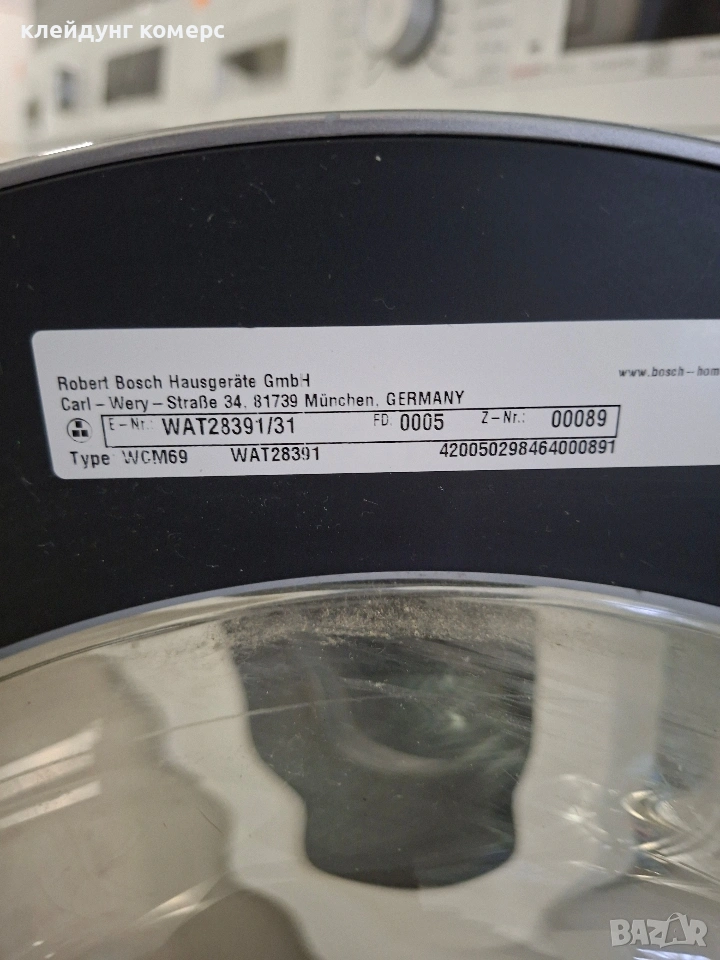 клейдунг комерс
Robert Bosch Hausgeräte GmbH
www.bosch-hom
Carl-Wery-Straße 34, 81739 München, GERMANY
E-Nr.: WAT28391/31 FD 0005 Z-Nr.: 00089
Type WCM69 WAT28391 420050298464000891
BAZAR